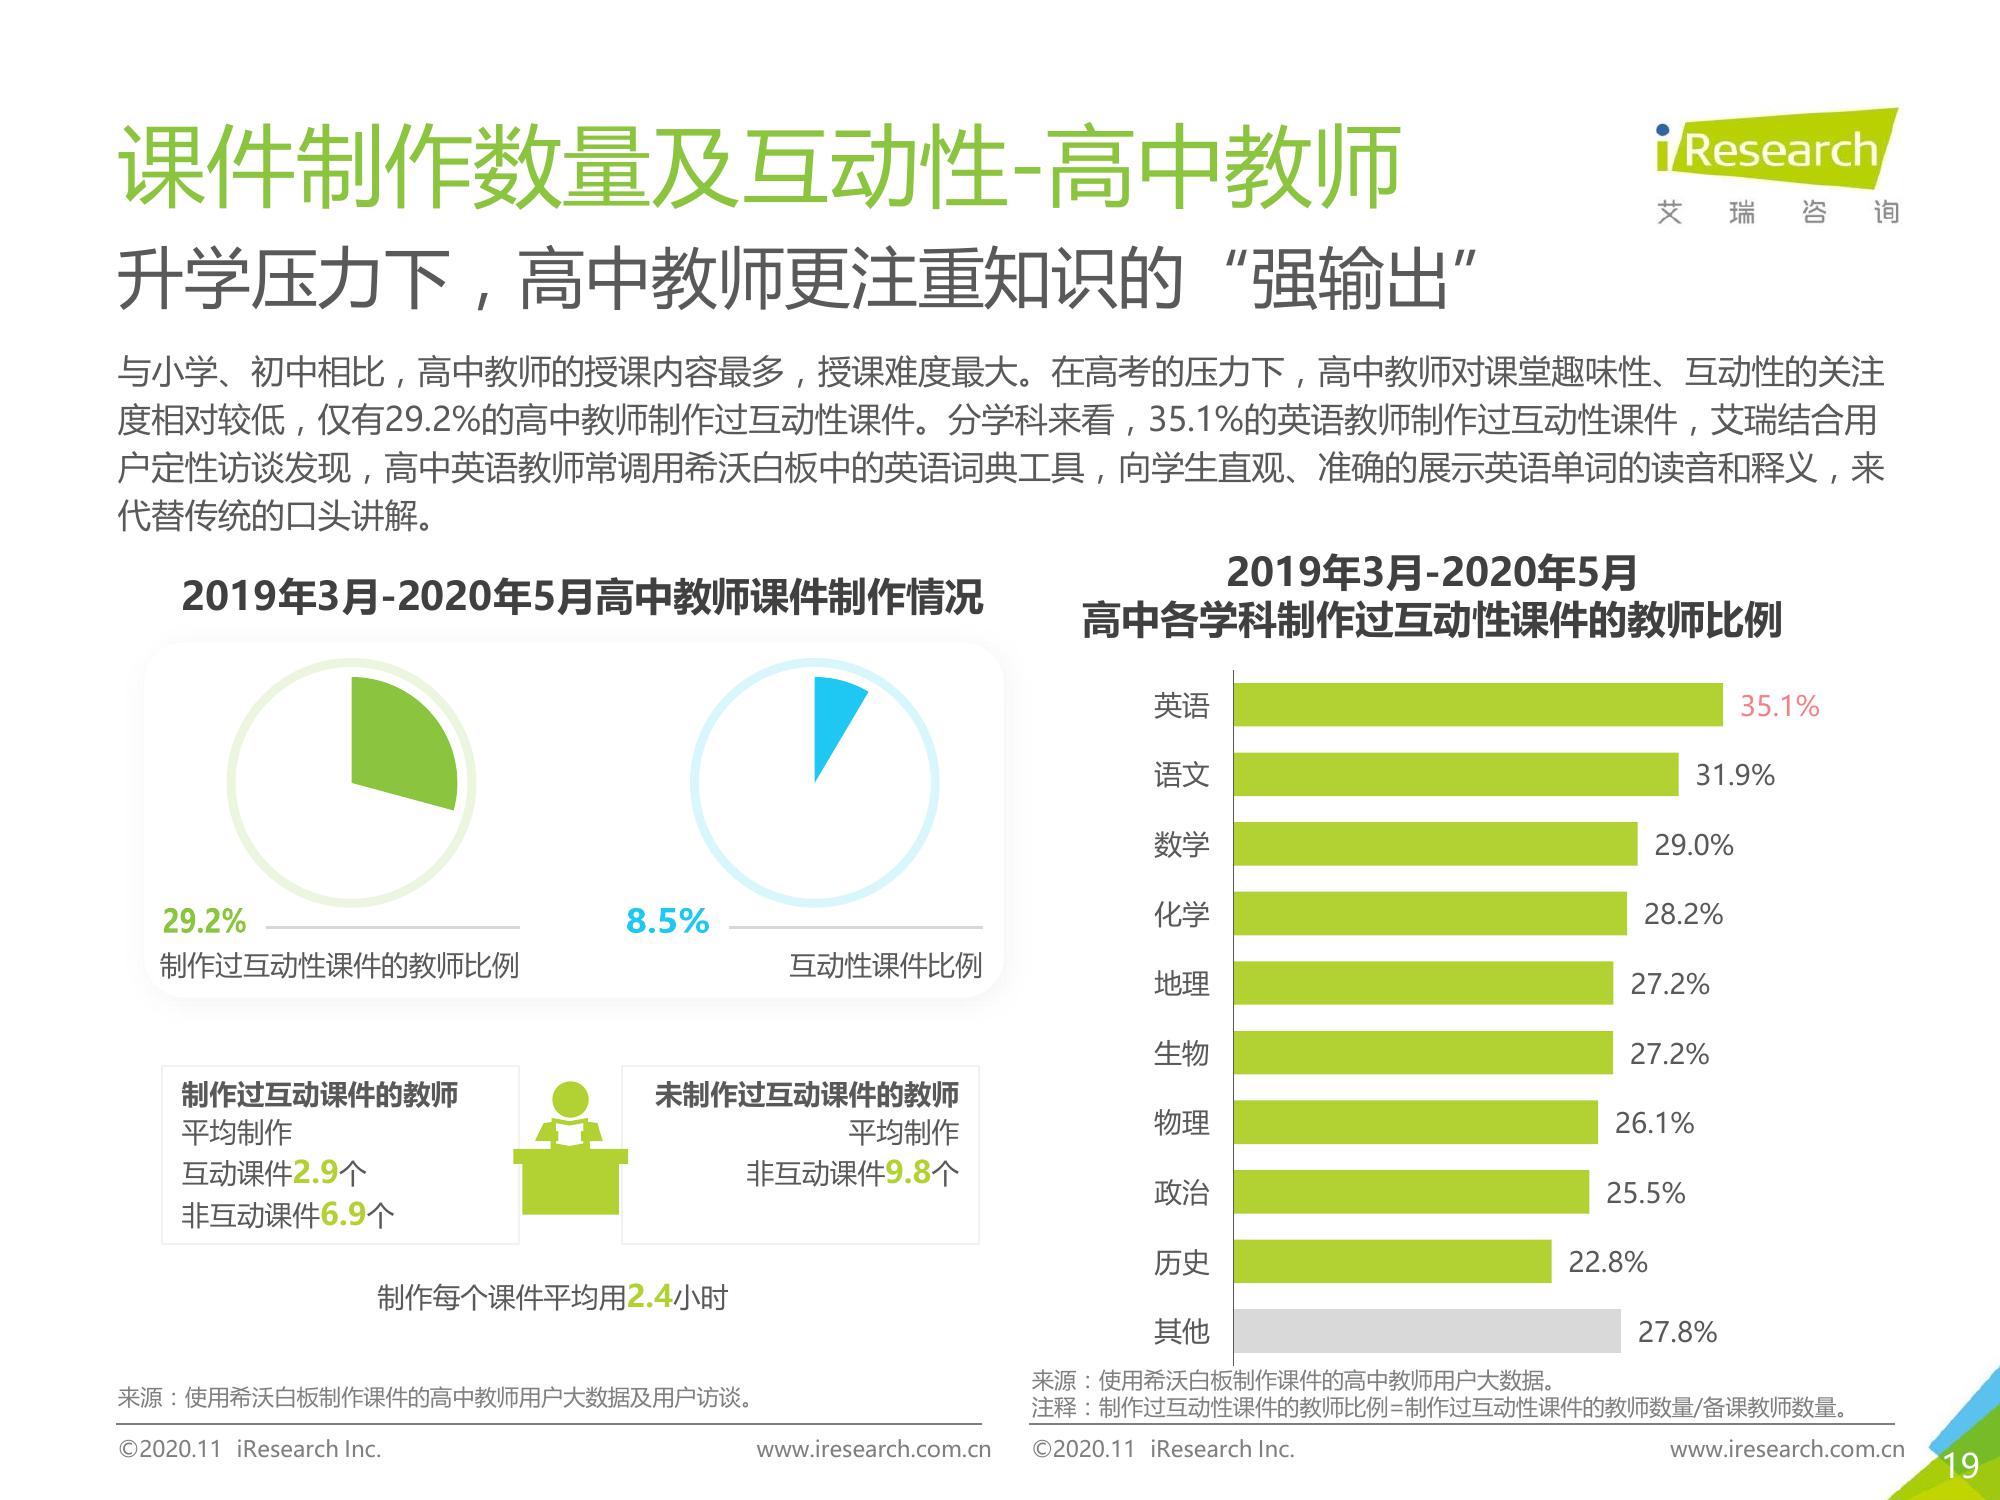 课件制作数量及互动性-高中教师
iResearch
艾瑞咨询
升学压力下，高中教师更注重知识的“强输出”
与小学、初中相比，高中教师的授课内容最多，授课难度最大。在高考的压力下，高中教师对课堂趣味性、互动性的关注
度相对较低，仅有29.2%的高中教师制作过互动性课件。分学科来看，35.1%的英语教师制作过互动性课件，艾瑞结合用
户定性访谈发现，高中英语教师常调用希沃白板中的英语词典工具，向学生直观、准确的展示英语单词的读音和释义，来
代替传统的口头讲解。
2019年3月-2020年5月高中教师课件制作情况
29.2%
制作过互动性课件的教师比例
8.5%
互动性课件比例
制作过互动课件的教师
平均制作
互动课件2.9个
非互动课件6.9个
未制作过互动课件的教师
平均制作
非互动课件9.8个
制作每个课件平均用2.4小时
来源：使用希沃白板制作课件的高中教师用户大数据及用户访谈。
2019年3月-2020年5月
高中各学科制作过互动性课件的教师比例
英语 35.1%
语文 31.9%
数学 29.0%
化学 28.2%
地理 27.2%
生物 27.2%
物理 26.1%
政治 25.5%
历史 22.8%
其他 27.8%
来源：使用希沃白板制作课件的高中教师用户大数据。
注释：制作过互动性课件的教师比例=制作过互动性课件的教师数量/备课教师数量。
©2020.11 iResearch Inc. www.iresearch.com.cn
©2020.11 iResearch Inc. www.iresearch.com.cn
19